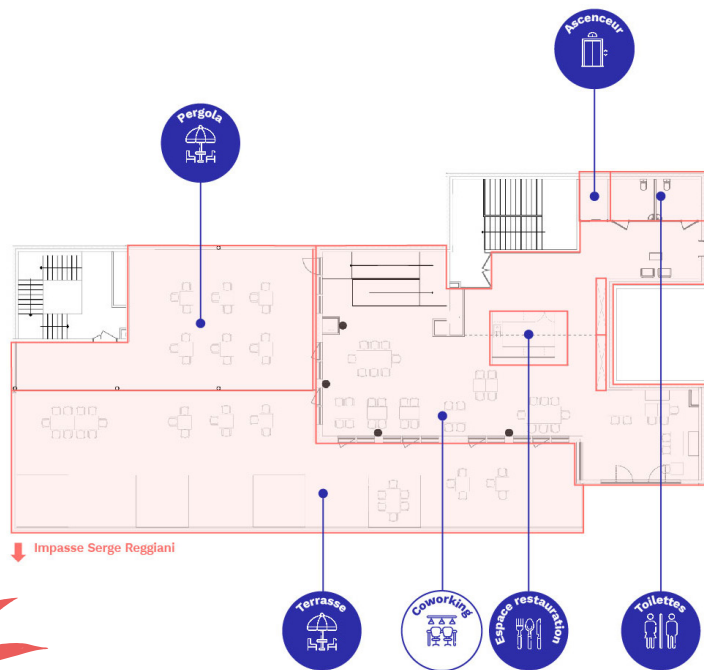 Ascenceur
Pergola
Impasse Serge Reggiani
Terrasse
Coworking
Espace restauration
Toilettes